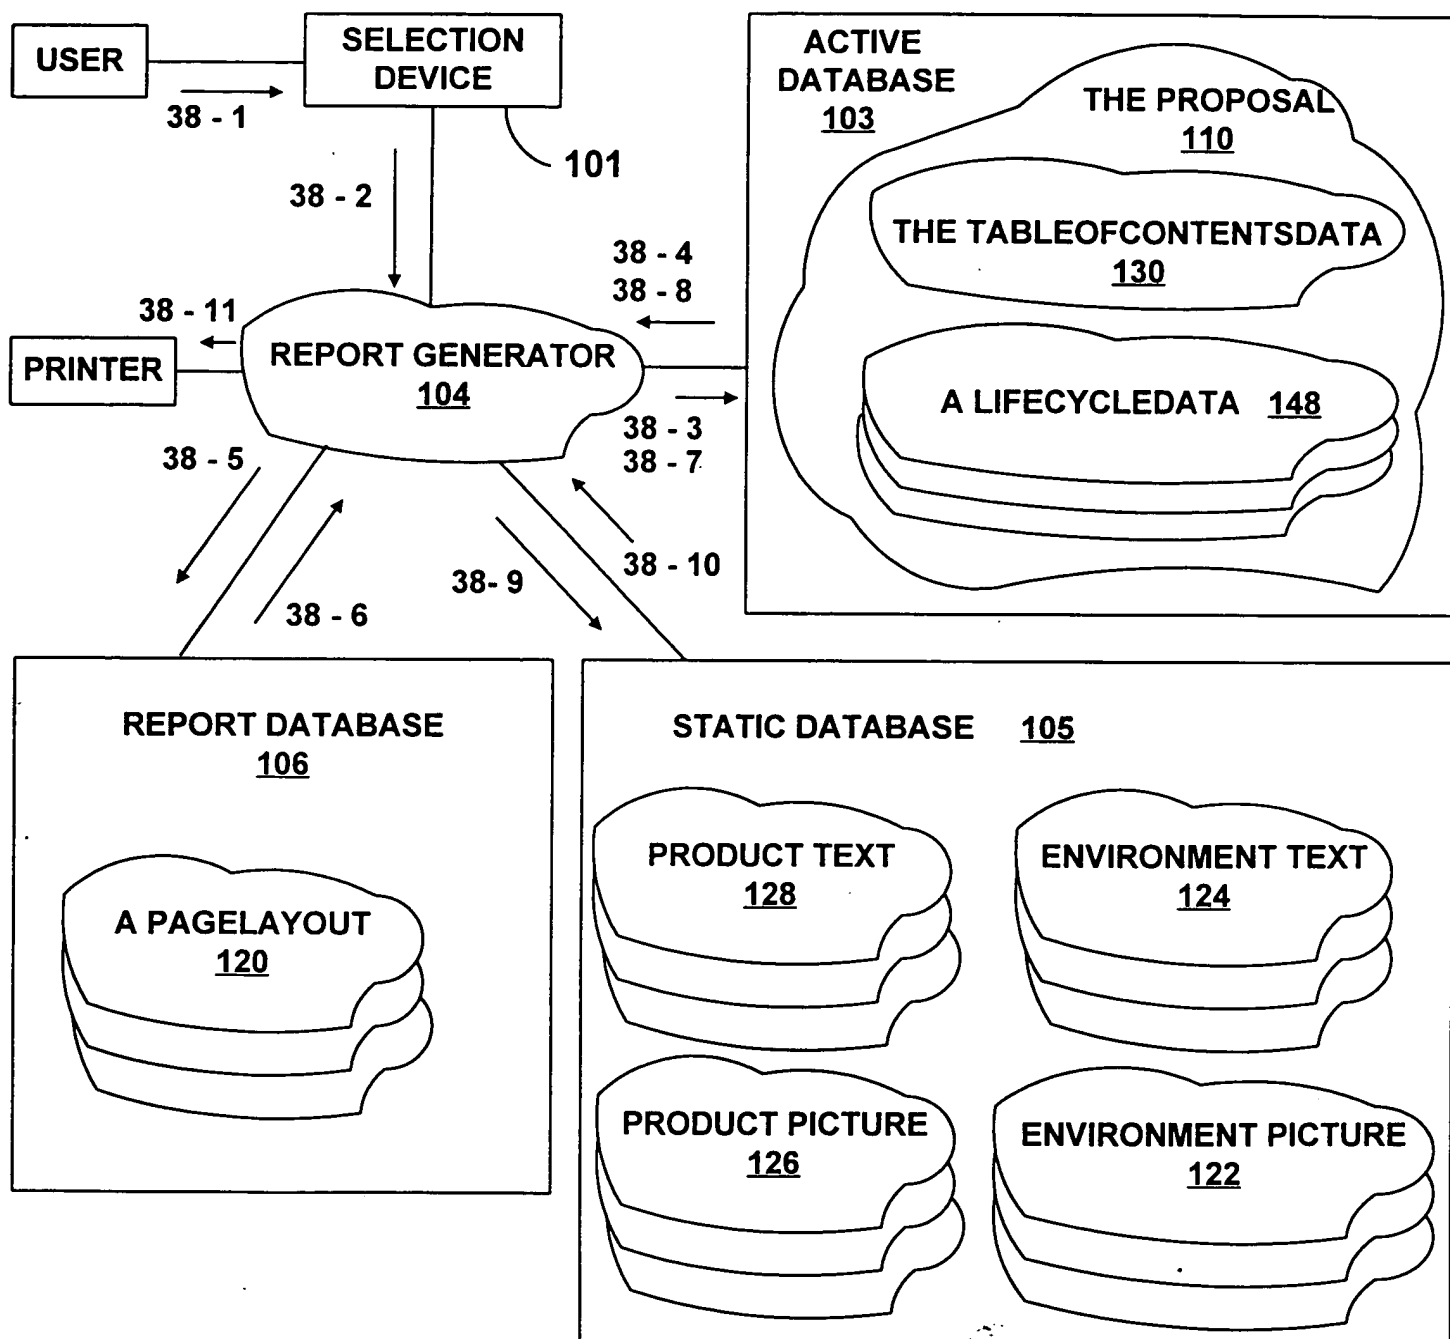 USER
38 - 1
SELECTION
DEVICE
101
38 - 2
ACTIVE
DATABASE
103
THE PROPOSAL
110
THE TABLEOFCONTENTSDATA
130
A LIFECYCLEDATA 148
38 - 4
38 - 8
38 - 11
PRINTER
REPORT GENERATOR
104
38 - 3
38 - 7
38 - 5
38 - 6
38- 9
38 - 10
REPORT DATABASE
106
A PAGELAYOUT
120
STATIC DATABASE 105
PRODUCT TEXT
128
ENVIRONMENT TEXT
124
PRODUCT PICTURE
126
ENVIRONMENT PICTURE
122